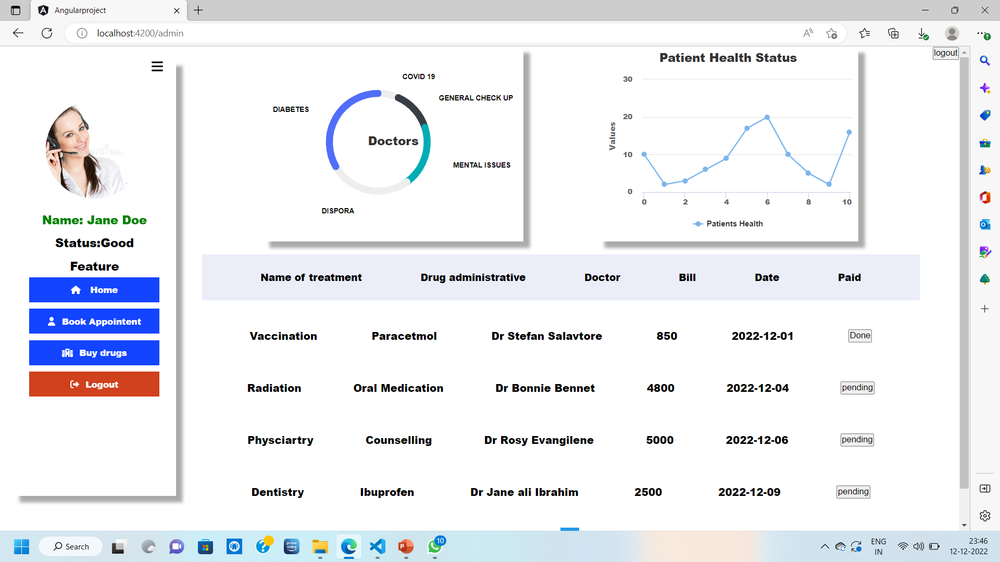 Angularproject
localhost:4200/admin
logout
Name: Jane Doe
Status:Good
Feature
Home
Book Appointent
Buy drugs
Logout
COVID 19
GENERAL CHECK UP
DIABETES
Doctors
MENTAL ISSUES
DISPORA
Patient Health Status
Values
30
20
10
0
0 2 4 6 8 10
Patients Health
Name of treatment Drug administrative Doctor Bill Date Paid
Vaccination Paracetmol Dr Stefan Salavtore 850 2022-12-01 Done
Radiation Oral Medication Dr Bonnie Bennet 4800 2022-12-04 pending
Physciartry Counselling Dr Rosy Evangilene 5000 2022-12-06 pending
Dentistry Ibuprofen Dr Jane ali Ibrahim 2500 2022-12-09 pending
Search
prime
video
10
ENG
IN
23:46
12-12-2022